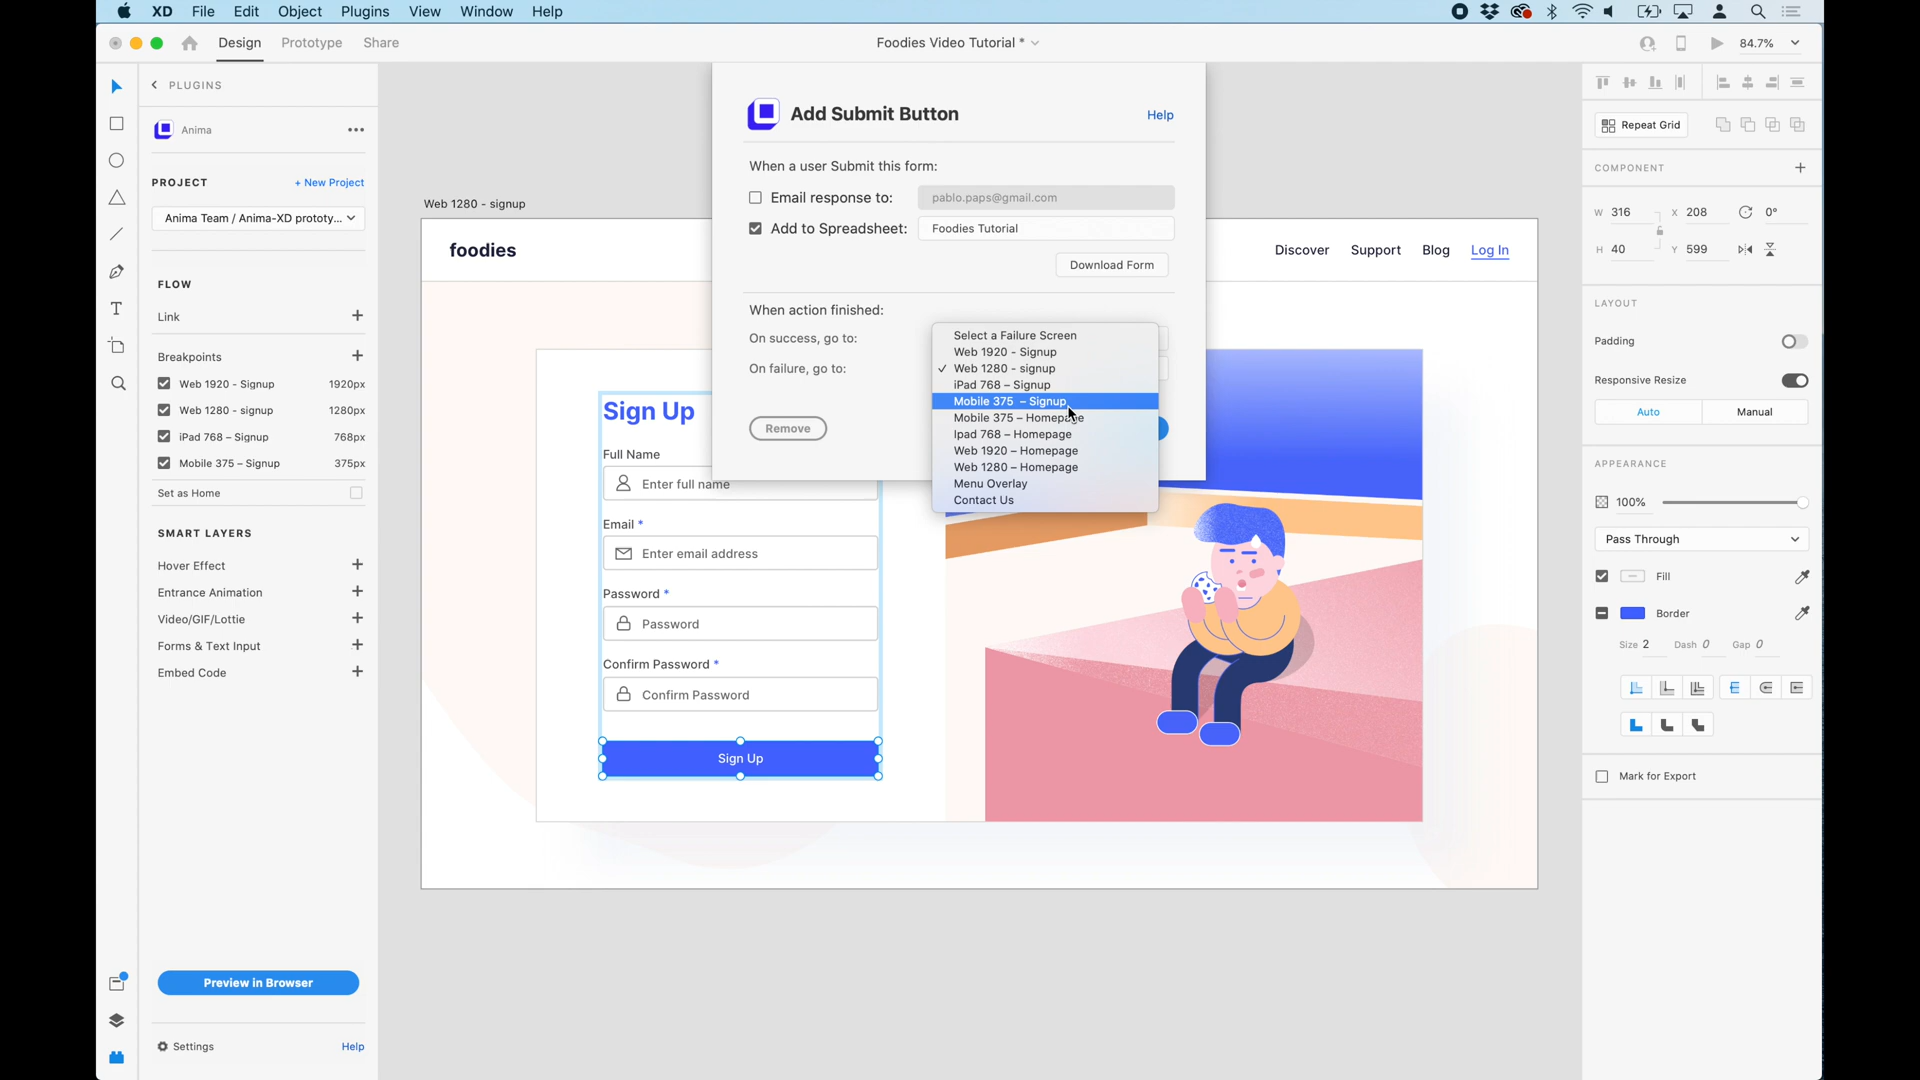 XD File Edit Object Plugins View Window Help
Design Prototype Share
Foodies Video Tutorial *
84.7%
PLUGINS
Anima
PROJECT
+ New Project
Anima Team / Anima-XD prototy...
FLOW
Link
Breakpoints
Web 1920 - Signup 1920px
Web 1280 - signup 1280px
iPad 768 – Signup 768px
Mobile 375 – Signup 375px
Set as Home
SMART LAYERS
Hover Effect
Entrance Animation
Video/GIF/Lottie
Forms & Text Input
Embed Code
Preview in Browser
Settings
Help
Web 1280 - signup
foodies
Discover Support Blog Log In
Sign Up
Full Name
Enter full name
Email *
Enter email address
Password *
Password
Confirm Password *
Confirm Password
Sign Up
Add Submit Button
Help
When a user Submit this form:
Email response to: pablo.paps@gmail.com
Add to Spreadsheet: Foodies Tutorial
Download Form
When action finished:
On success, go to:
On failure, go to:
Remove
Select a Failure Screen
Web 1920 - Signup
✓ Web 1280 - signup
iPad 768 – Signup
Mobile 375 – Signup
Mobile 375 – Homepage
Ipad 768 – Homepage
Web 1920 – Homepage
Web 1280 – Homepage
Menu Overlay
Contact Us
Repeat Grid
COMPONENT
W 316 X 208 0°
H 40 Y 599
LAYOUT
Padding
Responsive Resize
Auto Manual
APPEARANCE
100%
Pass Through
Fill
Border
Size 2 Dash 0 Gap 0
Mark for Export